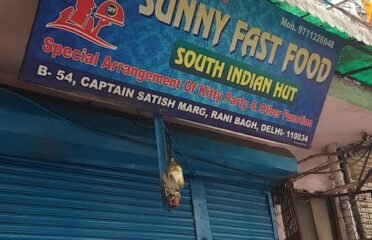 Mob. 9711226948
SUNNY FAST FOOD
SOUTH INDIAN HUT
Special Arrangement Of Kitty Party & Other Function
B- 54, CAPTAIN SATISH MARG, RANI BAGH, DELHI- 110034